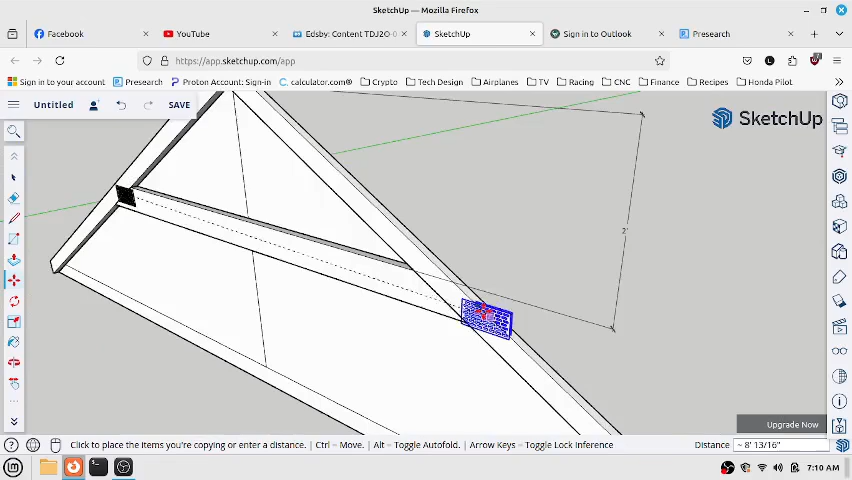 SketchUp — Mozilla Firefox
Facebook
YouTube
Edsby: Content TDJ2O-0
SketchUp
Sign in to Outlook
Presearch
https://app.sketchup.com/app
Sign in to your account
Presearch
Proton Account: Sign-in
calculator.com®
Crypto
Tech Design
Airplanes
TV
Racing
CNC
Finance
Recipes
Honda Pilot
Untitled
SAVE
SketchUp
2'
Upgrade Now
Click to place the items you're copying or enter a distance. | Ctrl = Move. | Alt = Toggle Autofold. | Arrow Keys = Toggle Lock Inference
Distance
~ 8' 13/16"
7:10 AM